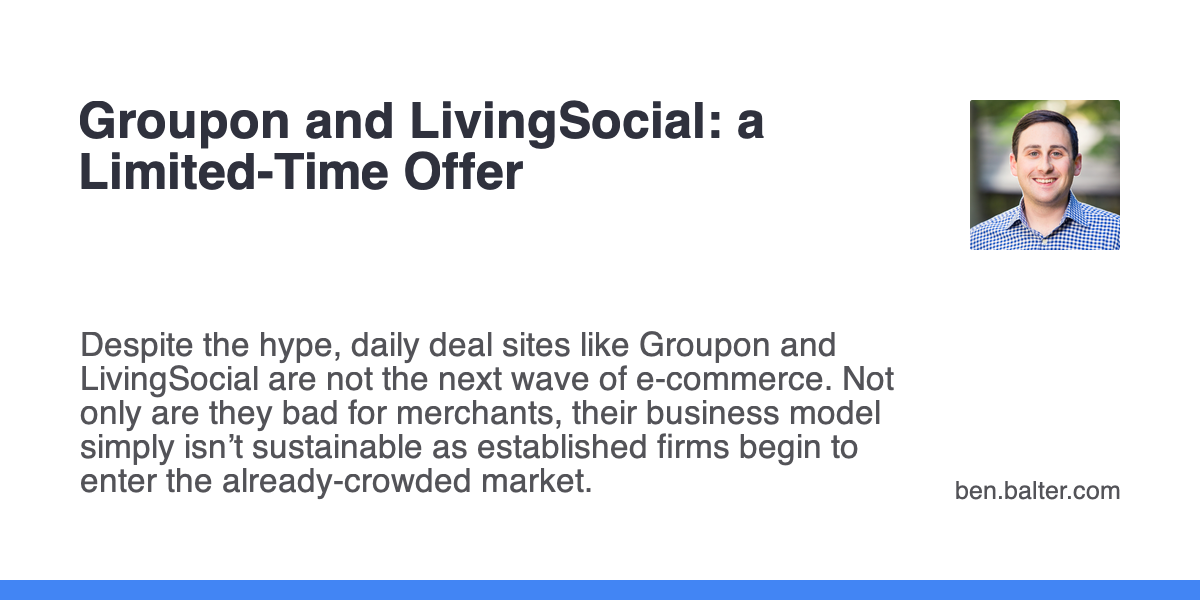 Groupon and LivingSocial: a
Limited-Time Offer
Despite the hype, daily deal sites like Groupon and
LivingSocial are not the next wave of e-commerce. Not
only are they bad for merchants, their business model
simply isn’t sustainable as established firms begin to
enter the already-crowded market.
ben.balter.com